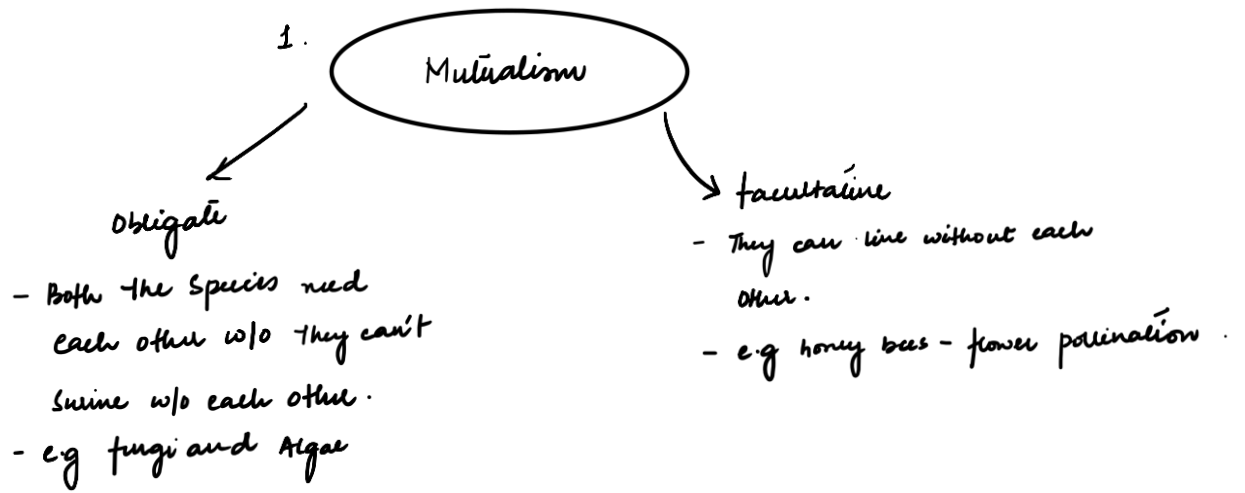 1.
Mutualism
Obligate
- Both the Species need
each other w/o they can't
Survive w/o each other.
- e.g fungi and Algae
facultative
- They can live without each
other.
- e.g honey bees - flower pollination.